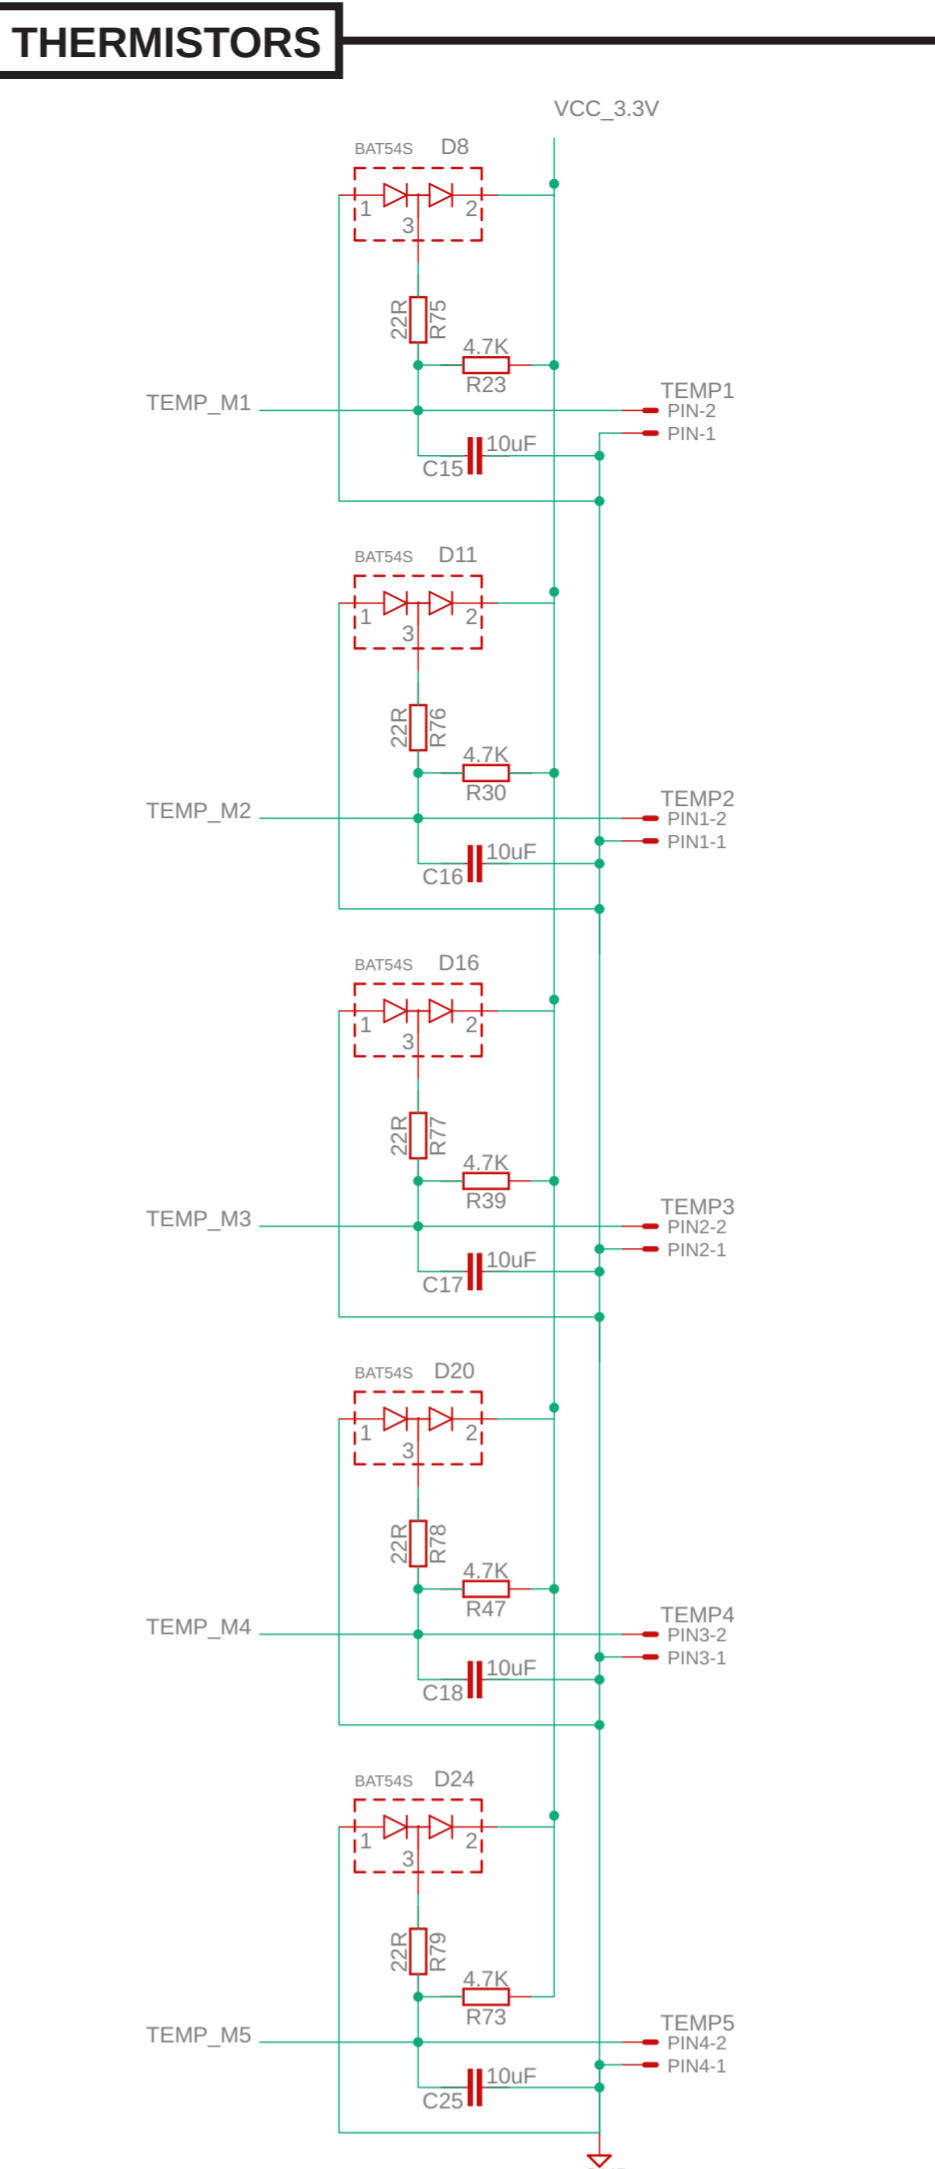 THERMISTORS
VCC_3.3V
BAT54S D8
1 2
3
22R R75
4.7K
R23
TEMP_M1
TEMP1
PIN-2
PIN-1
10uF
C15
BAT54S D11
1 2
3
22R R76
4.7K
R30
TEMP_M2
TEMP2
PIN1-2
PIN1-1
10uF
C16
BAT54S D16
1 2
3
22R R77
4.7K
R39
TEMP_M3
TEMP3
PIN2-2
PIN2-1
10uF
C17
BAT54S D20
1 2
3
22R R78
4.7K
R47
TEMP_M4
TEMP4
PIN3-2
PIN3-1
10uF
C18
BAT54S D24
1 2
3
22R R79
4.7K
R73
TEMP_M5
TEMP5
PIN4-2
PIN4-1
10uF
C25